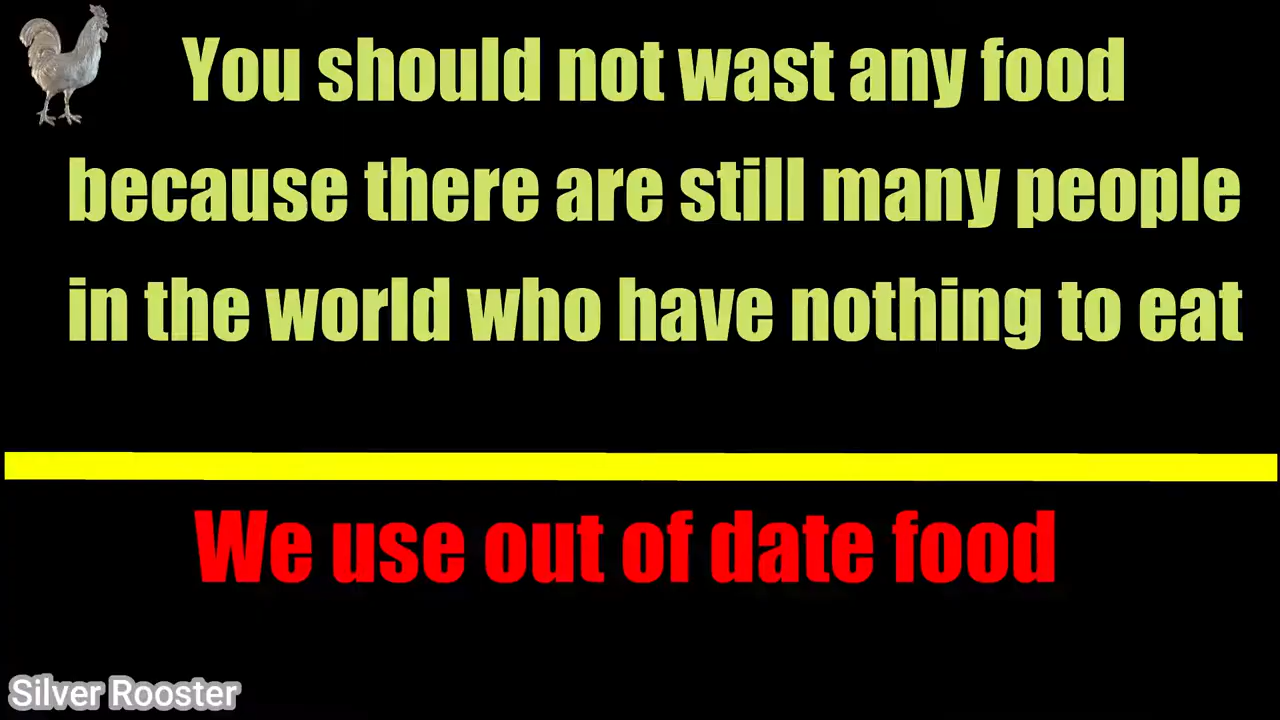 You should not wast any food
because there are still many people
in the world who have nothing to eat
We use out of date food
Silver Rooster